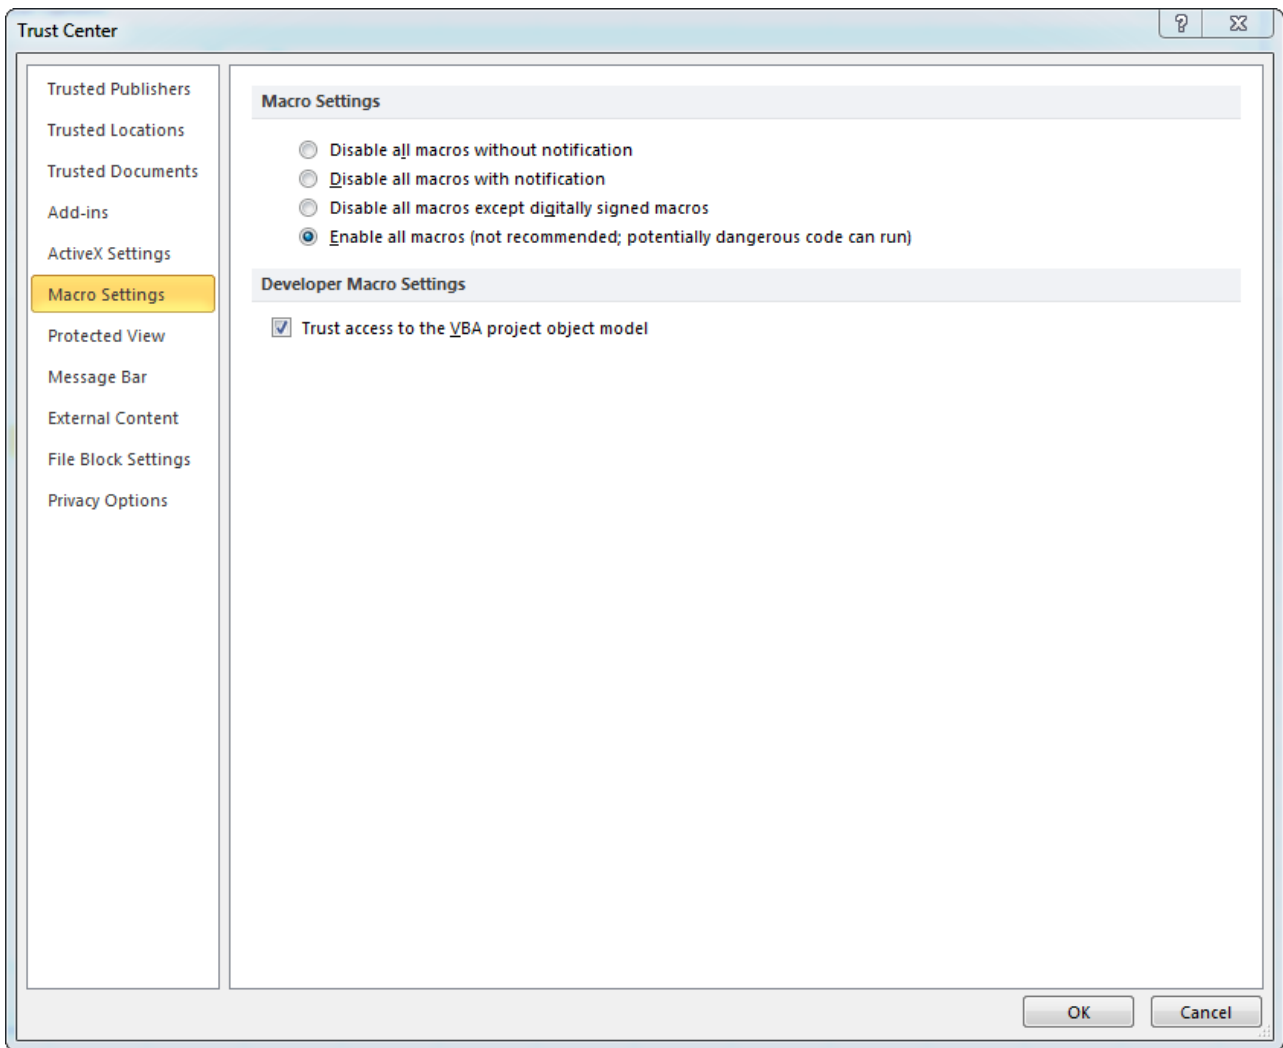 Trust Center
Trusted Publishers
Trusted Locations
Trusted Documents
Add-ins
ActiveX Settings
Macro Settings
Protected View
Message Bar
External Content
File Block Settings
Privacy Options
Macro Settings
Disable all macros without notification
Disable all macros with notification
Disable all macros except digitally signed macros
Enable all macros (not recommended; potentially dangerous code can run)
Developer Macro Settings
Trust access to the VBA project object model
OK
Cancel